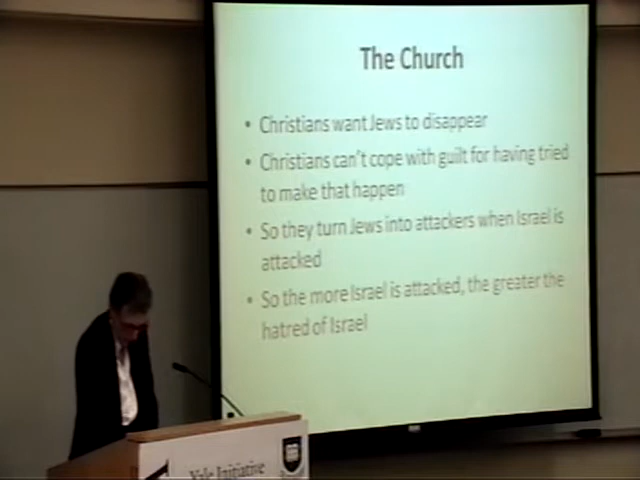 The Church
• Christians want Jews to disappear
• Christians can't cope with guilt for having tried
to make that happen
• So they turn Jews into attackers when Israel is
attacked
• So the more Israel is attacked, the greater the
hatred of Israel
Yale Initiative